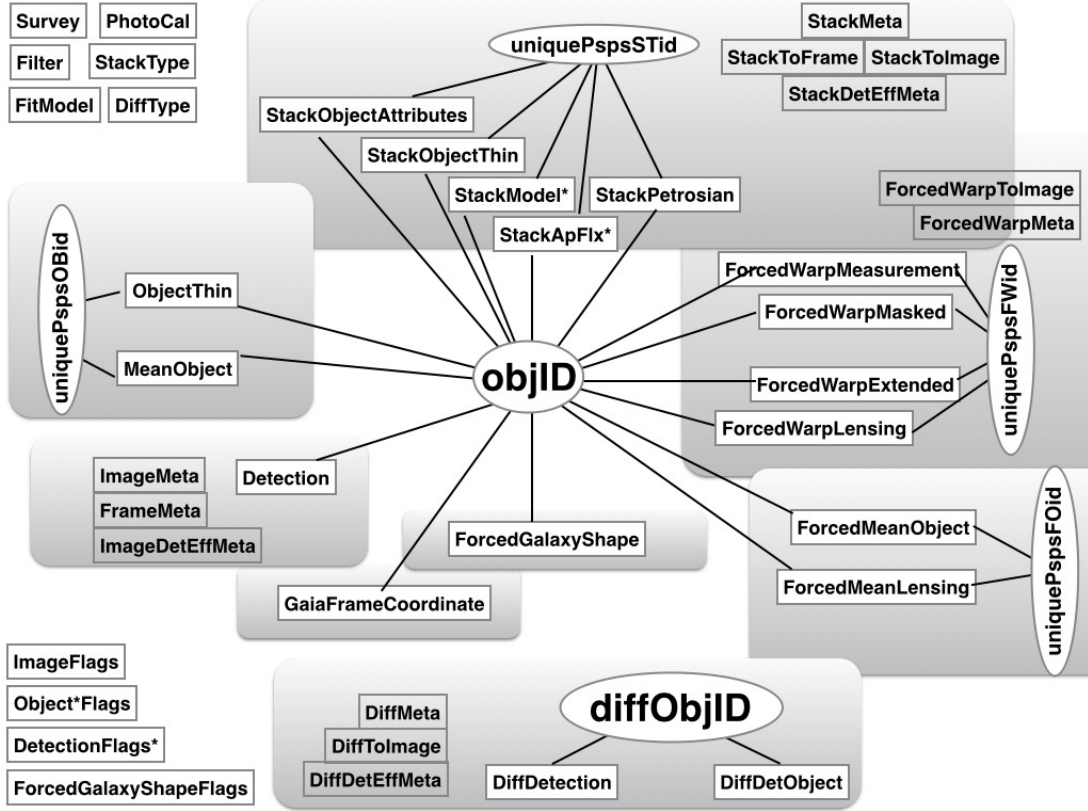 Survey
PhotoCal
Filter
StackType
FitModel
DiffType
uniquePspsSTid
StackMeta
StackToFrame
StackToImage
StackDetEffMeta
StackObjectAttributes
StackObjectThin
StackModel*
StackPetrosian
StackApFlx*
ForcedWarpToImage
ForcedWarpMeta
uniquePspsOBid
ObjectThin
MeanObject
objID
ForcedWarpMeasurement
ForcedWarpMasked
ForcedWarpExtended
ForcedWarpLensing
uniquePspsFWid
ImageMeta
FrameMeta
ImageDetEffMeta
Detection
ForcedGalaxyShape
GaiaFrameCoordinate
ForcedMeanObject
ForcedMeanLensing
uniquePspsFOid
ImageFlags
Object*Flags
DetectionFlags*
ForcedGalaxyShapeFlags
DiffMeta
DiffToImage
DiffDetEffMeta
diffObjID
DiffDetection
DiffDetObject